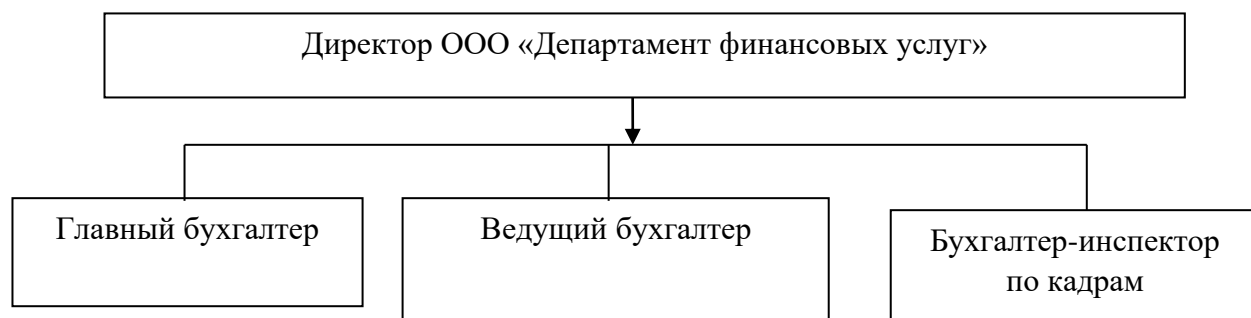 Директор ООО «Департамент финансовых услуг»
Главный бухгалтер
Ведущий бухгалтер
Бухгалтер-инспектор
по кадрам